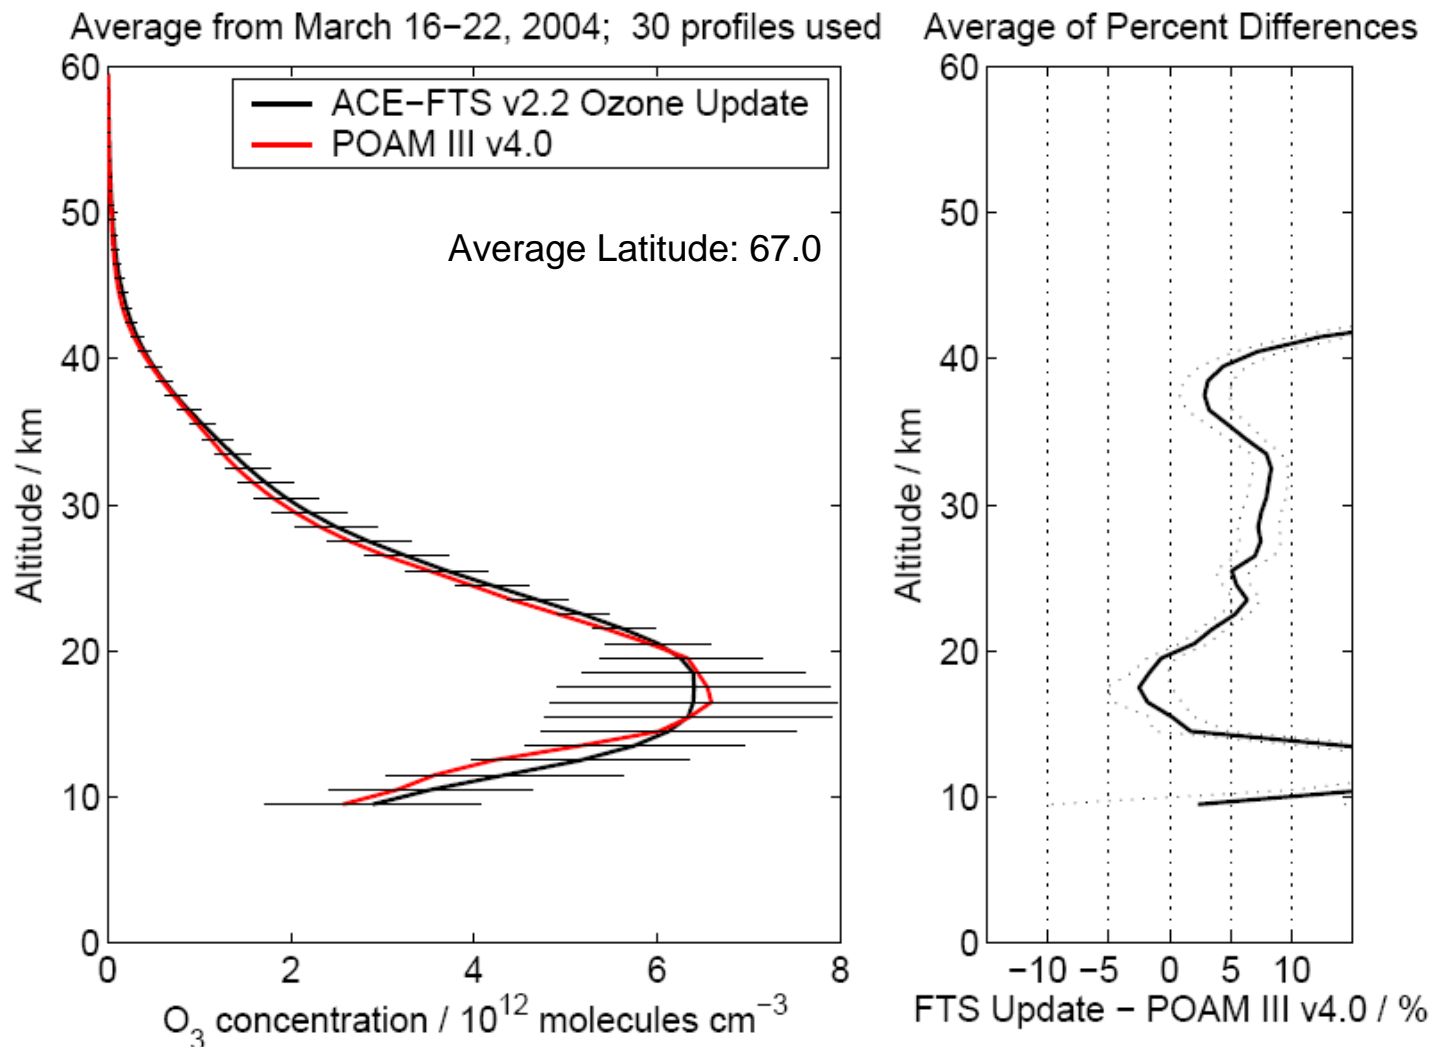 Average from March 16−22, 2004;  30 profiles used
ACE−FTS v2.2 Ozone Update
POAM III v4.0
Average Latitude: 67.0
60
50
40
30
20
10
0
Altitude / km
0 2 4 6 8
O3 concentration / 10^12 molecules cm^−3
Average of Percent Differences
60
50
40
30
20
10
0
Altitude / km
−10 −5 0 5 10
FTS Update − POAM III v4.0 / %